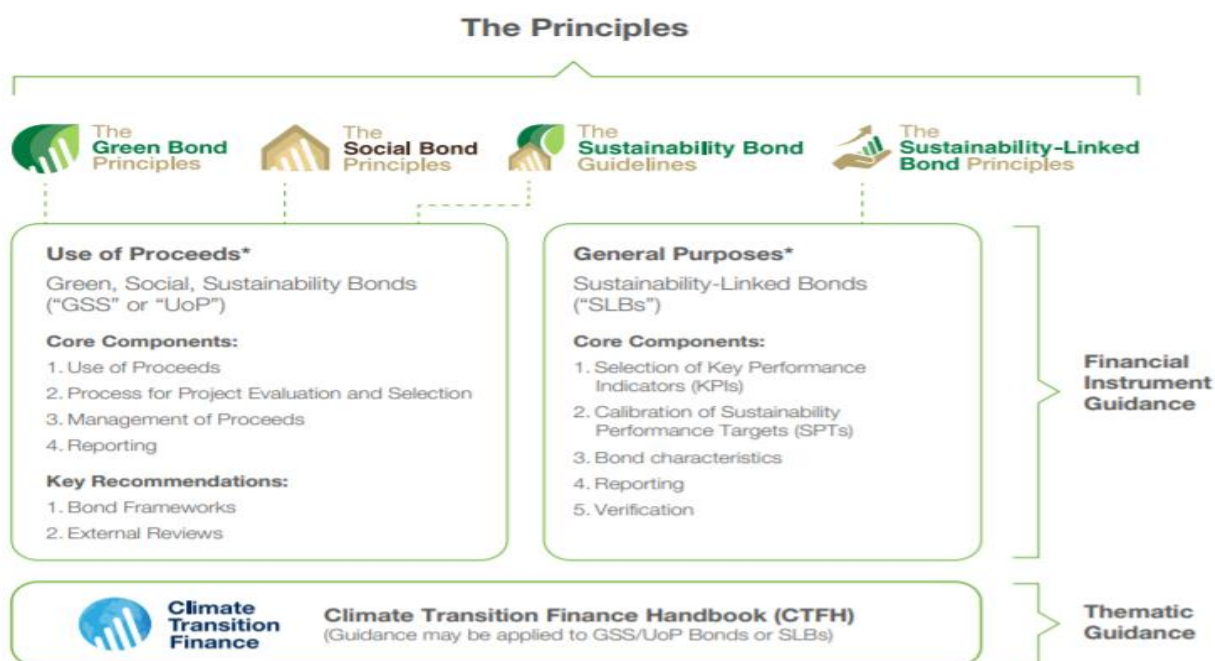 The Principles
The
Green Bond
Principles
The
Social Bond
Principles
The
Sustainability Bond
Guidelines
The
Sustainability-Linked
Bond Principles
Use of Proceeds*
Green, Social, Sustainability Bonds
(“GSS” or “UoP”)
Core Components:
1. Use of Proceeds
2. Process for Project Evaluation and Selection
3. Management of Proceeds
4. Reporting
Key Recommendations:
1. Bond Frameworks
2. External Reviews
General Purposes*
Sustainability-Linked Bonds
(“SLBs”)
Core Components:
1. Selection of Key Performance
Indicators (KPIs)
2. Calibration of Sustainability
Performance Targets (SPTs)
3. Bond characteristics
4. Reporting
5. Verification
Financial
Instrument
Guidance
Climate
Transition
Finance
Climate Transition Finance Handbook (CTFH)
(Guidance may be applied to GSS/UoP Bonds or SLBs)
Thematic
Guidance